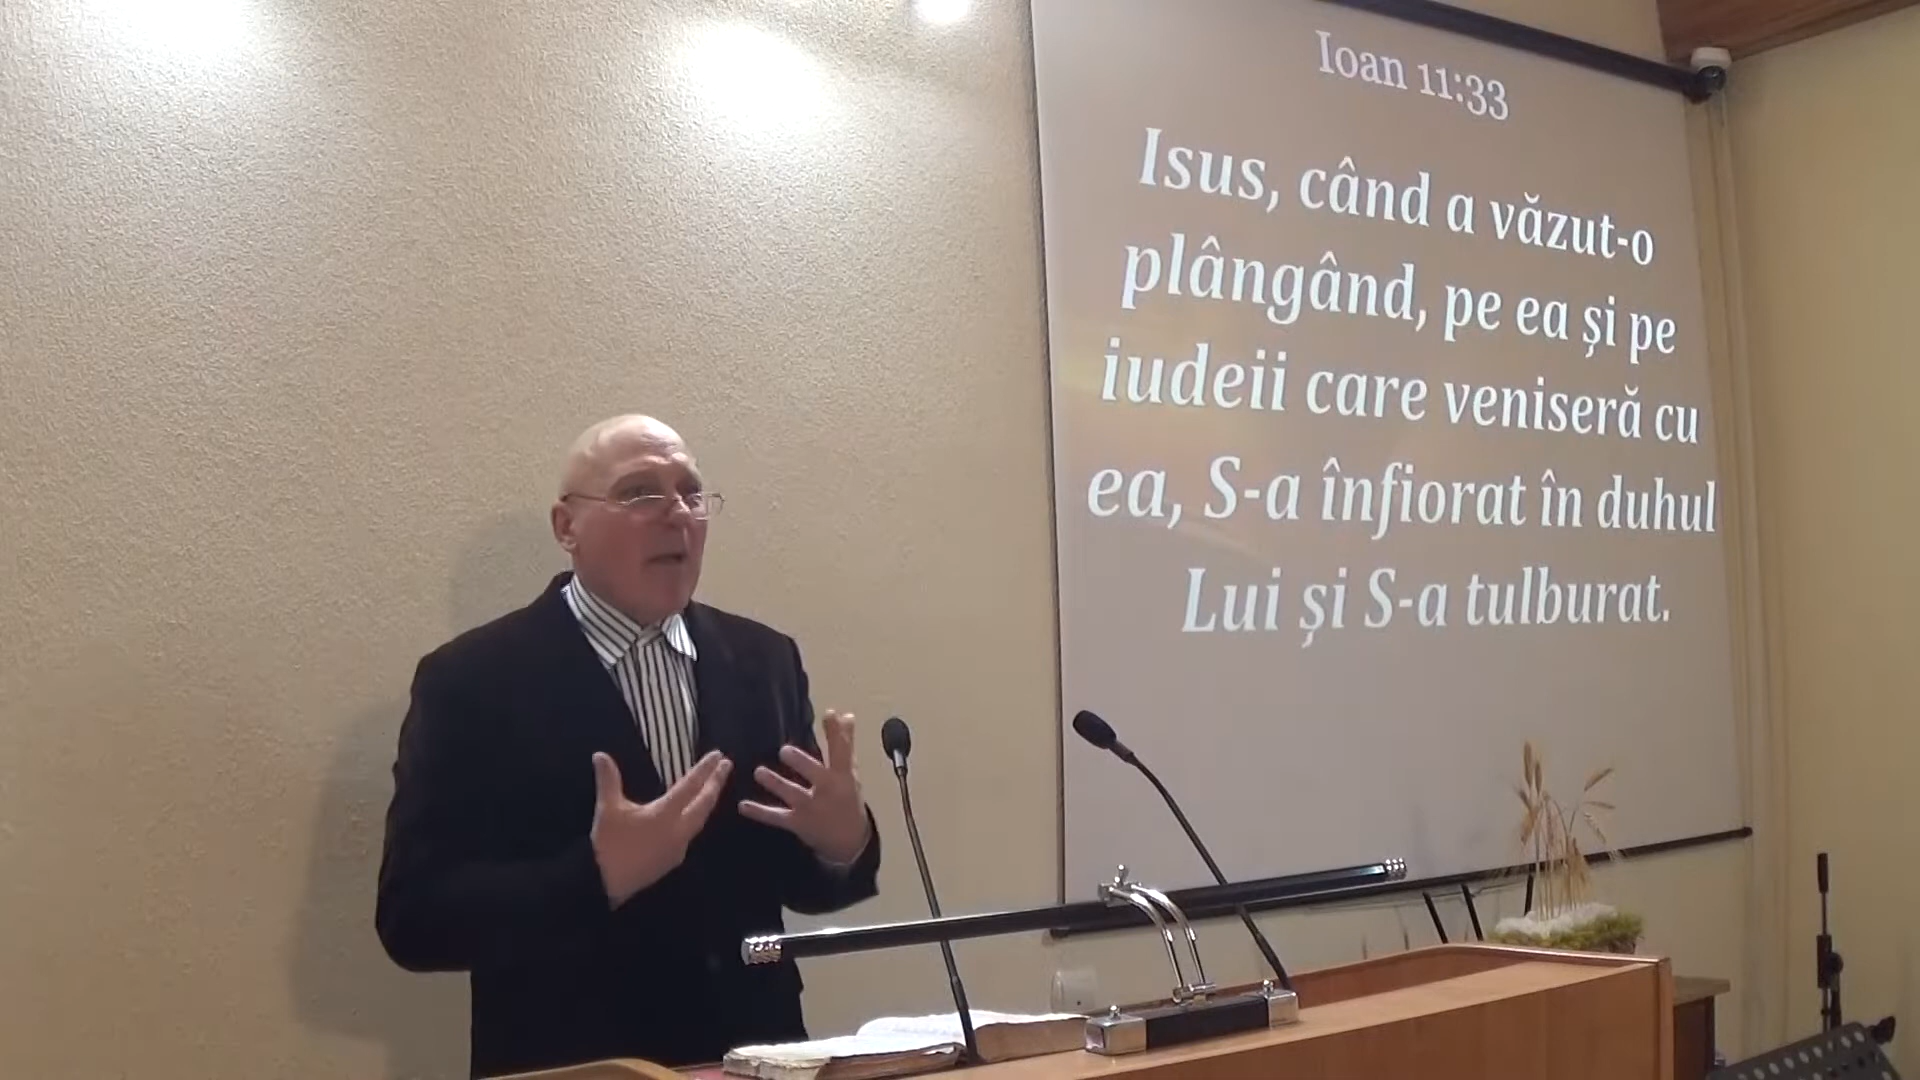 Ioan 11:33
Isus, când a văzut-o
plângând, pe ea și pe
iudeii care veniseră cu
ea, S-a înfiorat în duhul
Lui și S-a tulburat.